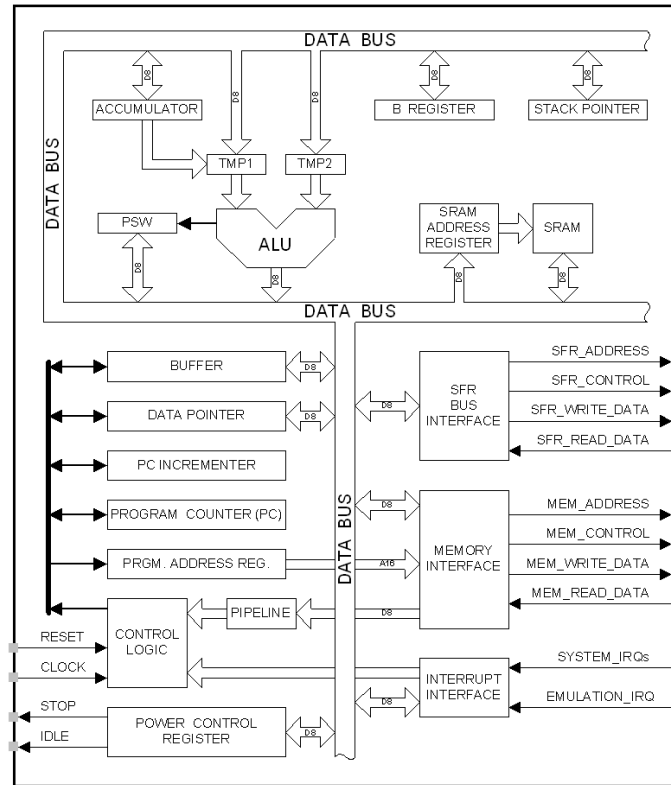 DATA BUS
D8
D8
D8
D8
D8
ACCUMULATOR
B REGISTER
STACK POINTER
DATA BUS
TMP1
TMP2
PSW
ALU
SRAM
ADDRESS
REGISTER
SRAM
D8
D8
D8
D8
DATA BUS
BUFFER
D8
DATA POINTER
D8
PC INCREMENTER
PROGRAM COUNTER (PC)
PRGM. ADDRESS REG.
A16
DATA BUS
D8
SFR
BUS
INTERFACE
SFR_ADDRESS
SFR_CONTROL
SFR_WRITE_DATA
SFR_READ_DATA
D8
MEMORY
INTERFACE
MEM_ADDRESS
MEM_CONTROL
MEM_WRITE_DATA
MEM_READ_DATA
PIPELINE
D8
RESET
CLOCK
CONTROL
LOGIC
INTERRUPT
INTERFACE
SYSTEM_IRQs
EMULATION_IRQ
D8
STOP
IDLE
POWER CONTROL
REGISTER
D8